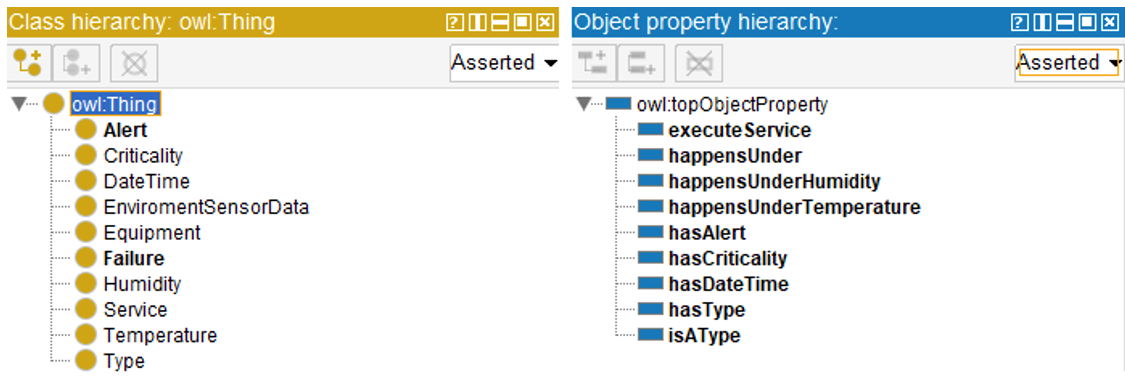 Class hierarchy: owl:Thing
Asserted
owl:Thing
Alert
Criticality
DateTime
EnviromentSensorData
Equipment
Failure
Humidity
Service
Temperature
Type
Object property hierarchy:
Asserted
owl:topObjectProperty
executeService
happensUnder
happensUnderHumidity
happensUnderTemperature
hasAlert
hasCriticality
hasDateTime
hasType
isAType